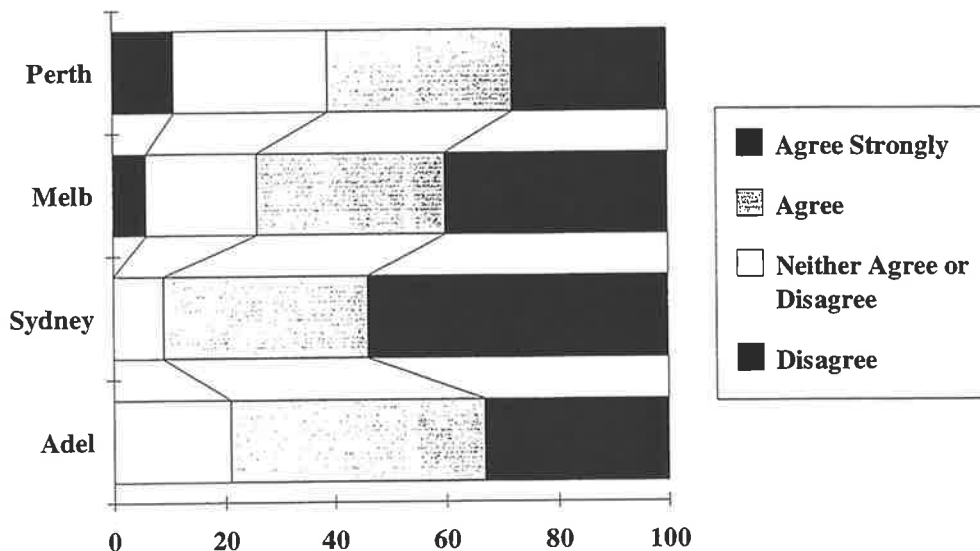 Perth
Melb
Sydney
Adel
0 20 40 60 80 100
Agree Strongly
Agree
Neither Agree or
Disagree
Disagree